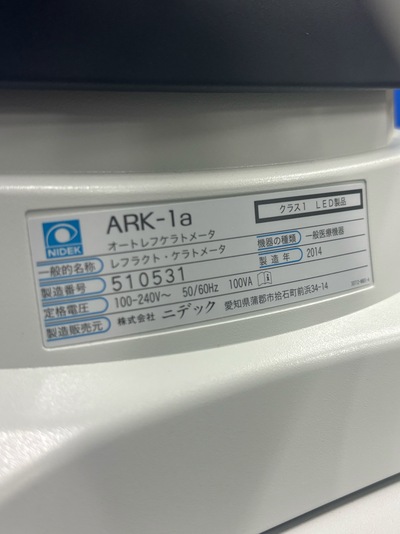 NIDEK
ARK-1a
オートレフケラトメータ
クラス1 LED製品
一般的名称 レフラクト・ケラトメータ
機器の種類 一般医療機器
製造番号 510531
製造年 2014
定格電圧 100-240V～ 50/60Hz 100VA
製造販売元 株式会社 ニデック 愛知県蒲郡市拾石町前浜34-14